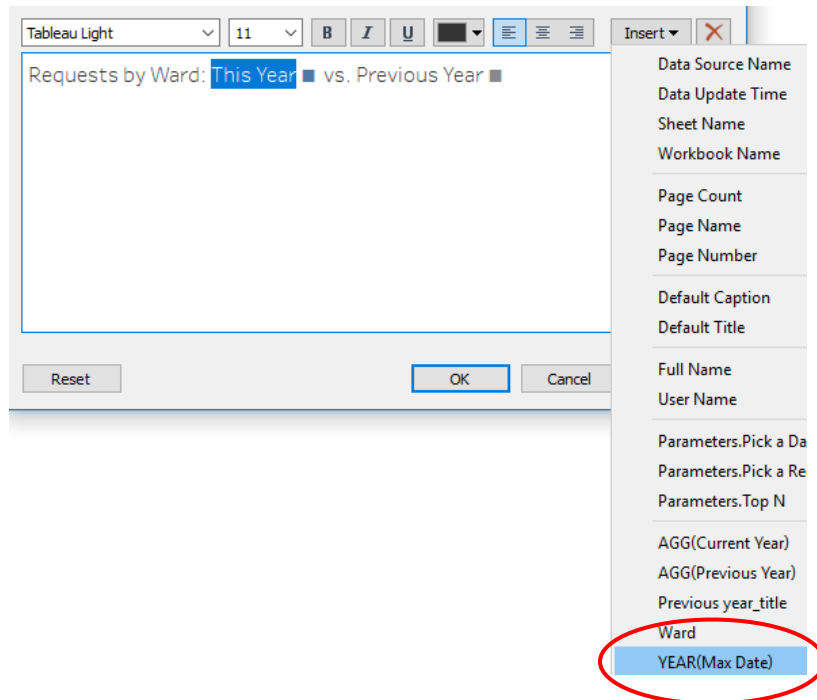 Tableau Light 11 B I U Insert
Requests by Ward: This Year ■ vs. Previous Year ■
Data Source Name
Data Update Time
Sheet Name
Workbook Name
Page Count
Page Name
Page Number
Default Caption
Default Title
Full Name
User Name
Reset OK Cancel
Parameters.Pick a Da
Parameters.Pick a Re
Parameters.Top N
AGG(Current Year)
AGG(Previous Year)
Previous year_title
Ward
YEAR(Max Date)